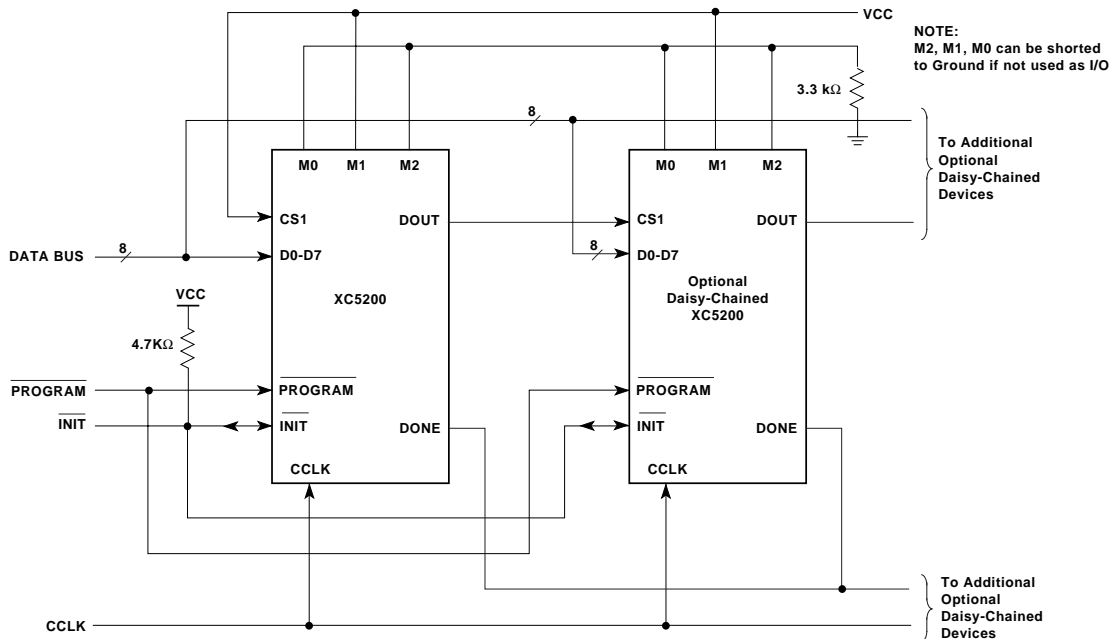 VCC
NOTE:
M2, M1, M0 can be shorted
to Ground if not used as I/O
3.3 kΩ
8
M0 M1 M2
M0 M1 M2
To Additional
Optional
Daisy-Chained
Devices
CS1
DOUT
CS1
DOUT
DATA BUS
8
D0-D7
8
D0-D7
VCC
XC5200
Optional
Daisy-Chained
XC5200
4.7KΩ
PROGRAM
PROGRAM
PROGRAM
INIT
INIT
DONE
INIT
DONE
CCLK
CCLK
To Additional
Optional
Daisy-Chained
Devices
CCLK